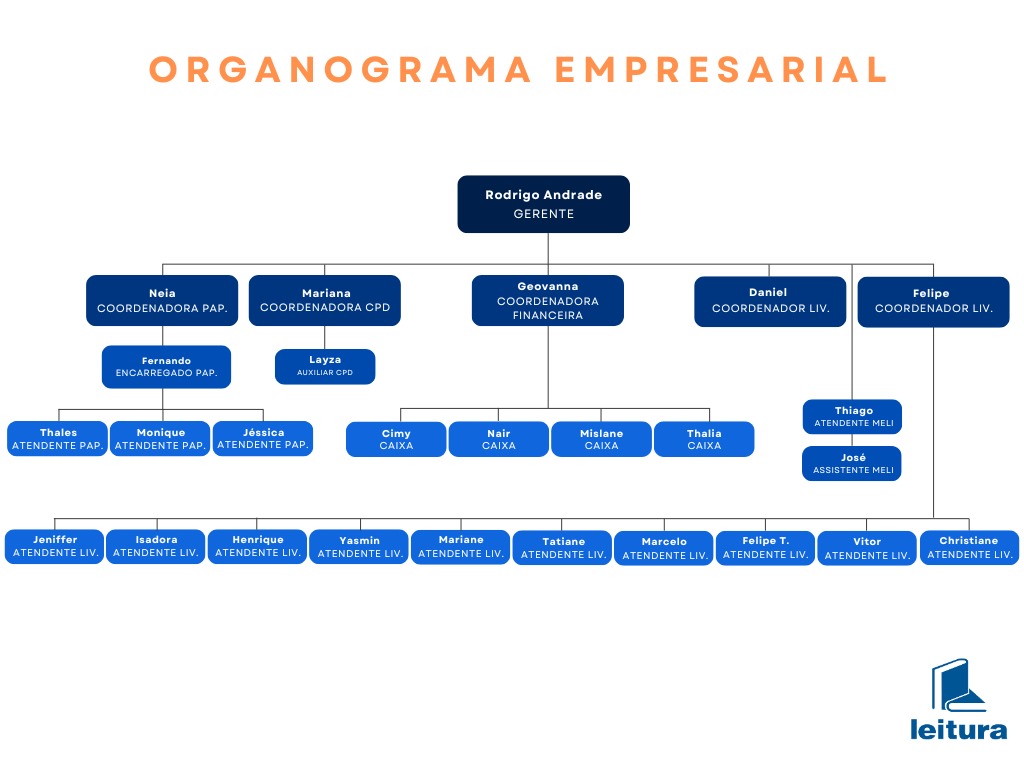 ORGANOGRAMA EMPRESARIAL
Rodrigo Andrade
GERENTE
Neia
COORDENADORA PAP.
Mariana
COORDENADORA CPD
Geovanna
COORDENADORA
FINANCEIRA
Daniel
COORDENADOR LIV.
Felipe
COORDENADOR LIV.
Fernando
ENCARREGADO PAP.
Layza
AUXILIAR CPD
Thiago
ATENDENTE MELI
José
ASSISTENTE MELI
Thales
ATENDENTE PAP.
Monique
ATENDENTE PAP.
Jéssica
ATENDENTE PAP.
Cimy
CAIXA
Nair
CAIXA
Mislane
CAIXA
Thalia
CAIXA
Jeniffer
ATENDENTE LIV.
Isadora
ATENDENTE LIV.
Henrique
ATENDENTE LIV.
Yasmin
ATENDENTE LIV.
Mariane
ATENDENTE LIV.
Tatiane
ATENDENTE LIV.
Marcelo
ATENDENTE LIV.
Felipe T.
ATENDENTE LIV.
Vitor
ATENDENTE LIV.
Christiane
ATENDENTE LIV.
leitura